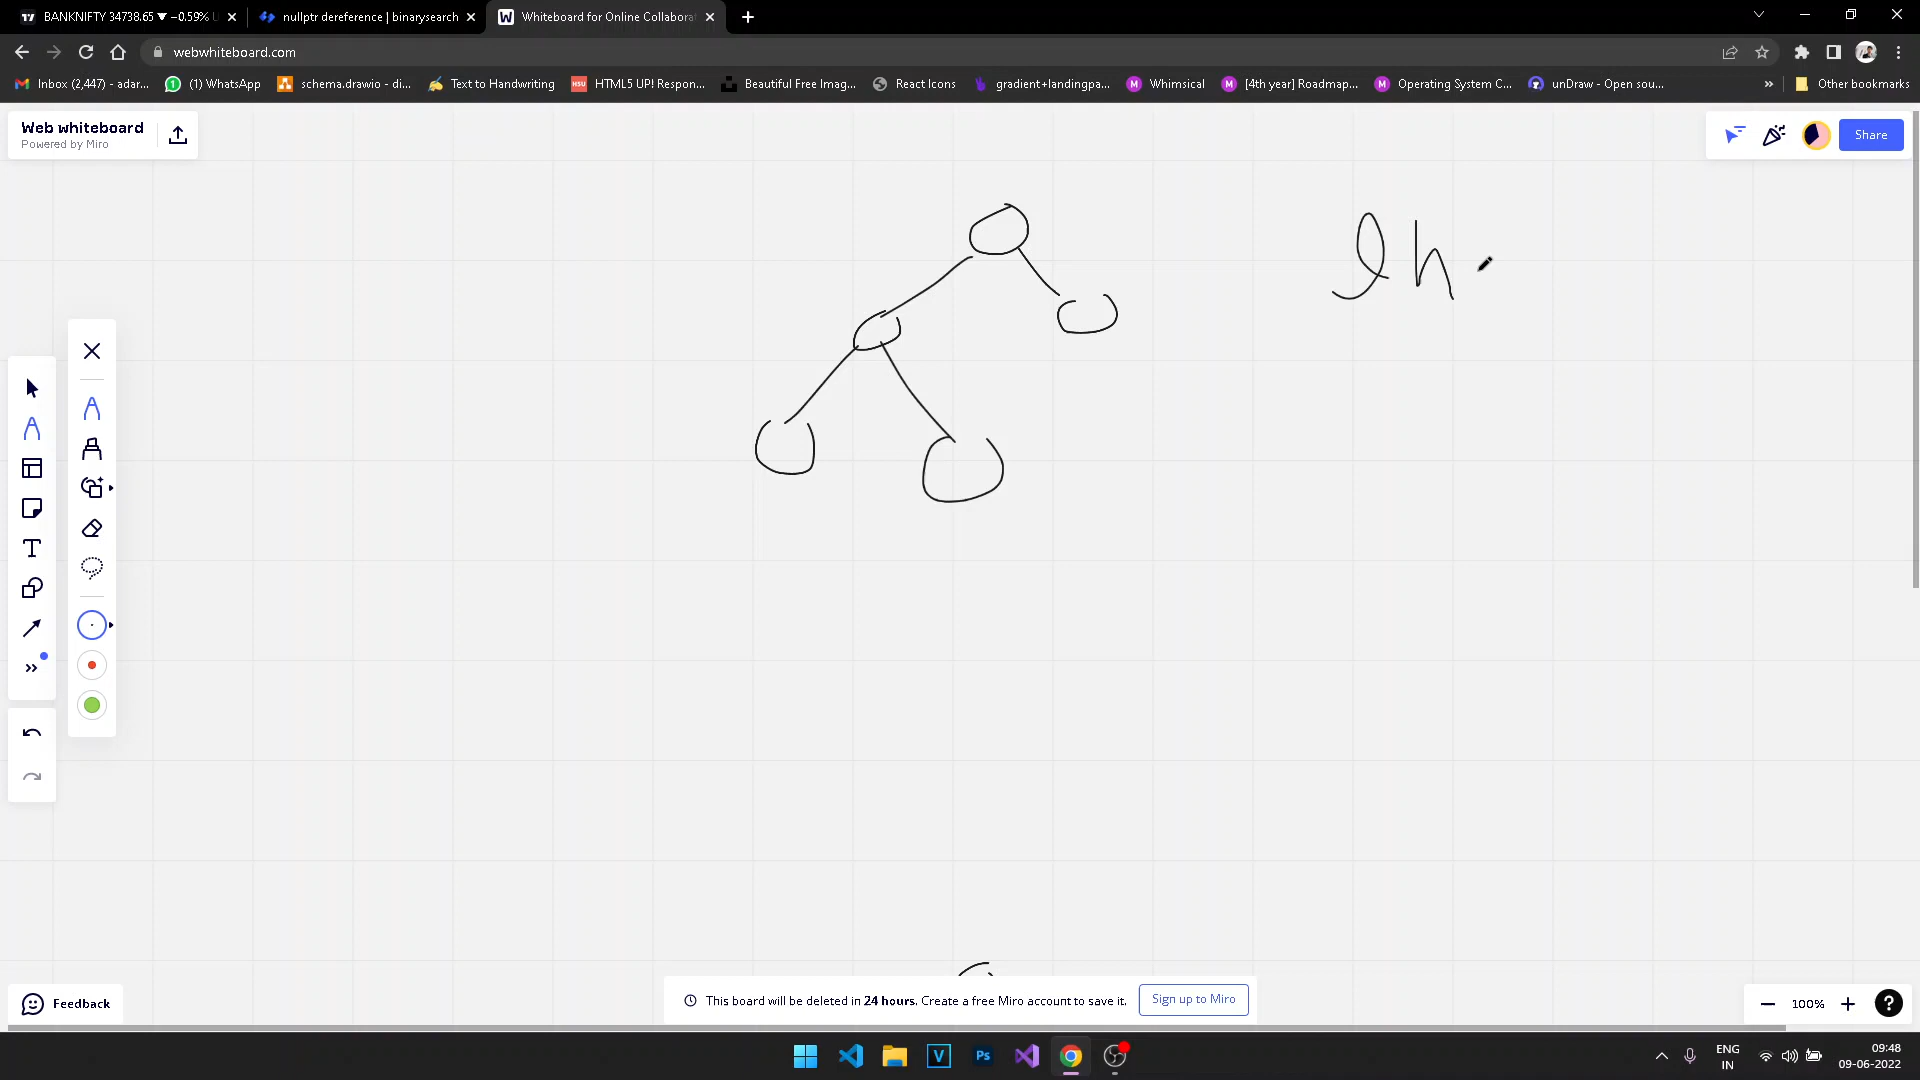 BANKNIFTY 34738.65 ▼ −0.59% U
nullptr dereference | binarysearch
Whiteboard for Online Collabora
webwhiteboard.com
Inbox (2,447) - adar...
(1) WhatsApp
schema.drawio - di...
Text to Handwriting
HTML5 UP! Respon...
Beautiful Free Imag...
React Icons
gradient+landingpa...
Whimsical
[4th year] Roadmap...
Operating System C...
unDraw - Open sou...
»
Other bookmarks
Web whiteboard
Powered by Miro
Share
lh
Feedback
This board will be deleted in 24 hours. Create a free Miro account to save it.
Sign up to Miro
100%
?
ENG
IN
09:48
09-06-2022